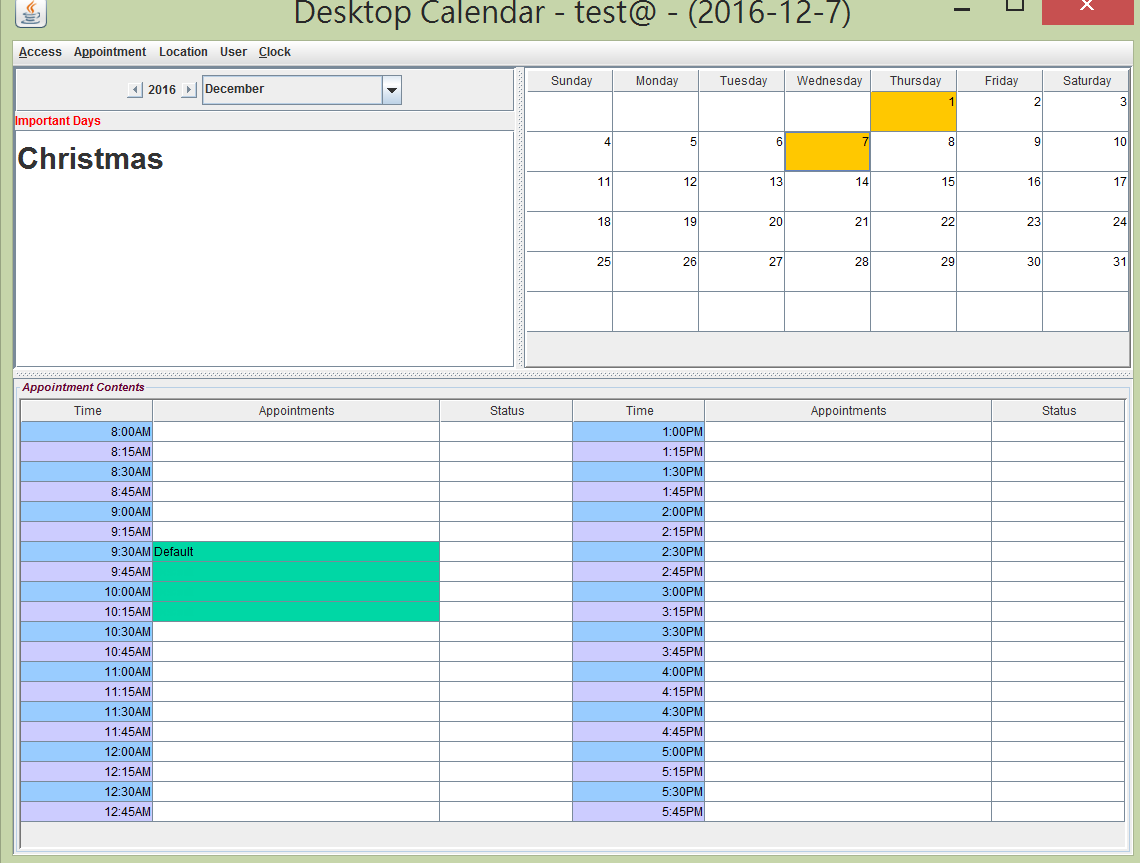 Desktop Calendar - test@ - (2016-12-7)
Access Appointment Location User Clock
2016 December
Important Days
Christmas
Sunday Monday Tuesday Wednesday Thursday Friday Saturday
1 2 3
4 5 6 7 8 9 10
11 12 13 14 15 16 17
18 19 20 21 22 23 24
25 26 27 28 29 30 31
Appointment Contents
Time Appointments Status Time Appointments Status
8:00AM 1:00PM
8:15AM 1:15PM
8:30AM 1:30PM
8:45AM 1:45PM
9:00AM 2:00PM
9:15AM 2:15PM
9:30AM Default 2:30PM
9:45AM 2:45PM
10:00AM 3:00PM
10:15AM 3:15PM
10:30AM 3:30PM
10:45AM 3:45PM
11:00AM 4:00PM
11:15AM 4:15PM
11:30AM 4:30PM
11:45AM 4:45PM
12:00AM 5:00PM
12:15AM 5:15PM
12:30AM 5:30PM
12:45AM 5:45PM